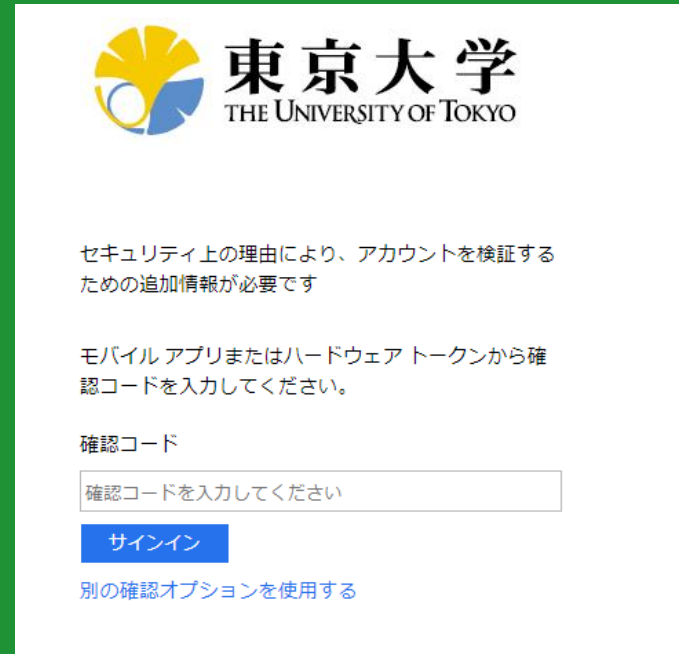 東京大学
THE UNIVERSITY OF TOKYO
セキュリティ上の理由により、アカウントを検証する
ための追加情報が必要です
モバイル アプリまたはハードウェア トークンから確
認コードを入力してください。
確認コード
確認コードを入力してください
サインイン
別の確認オプションを使用する